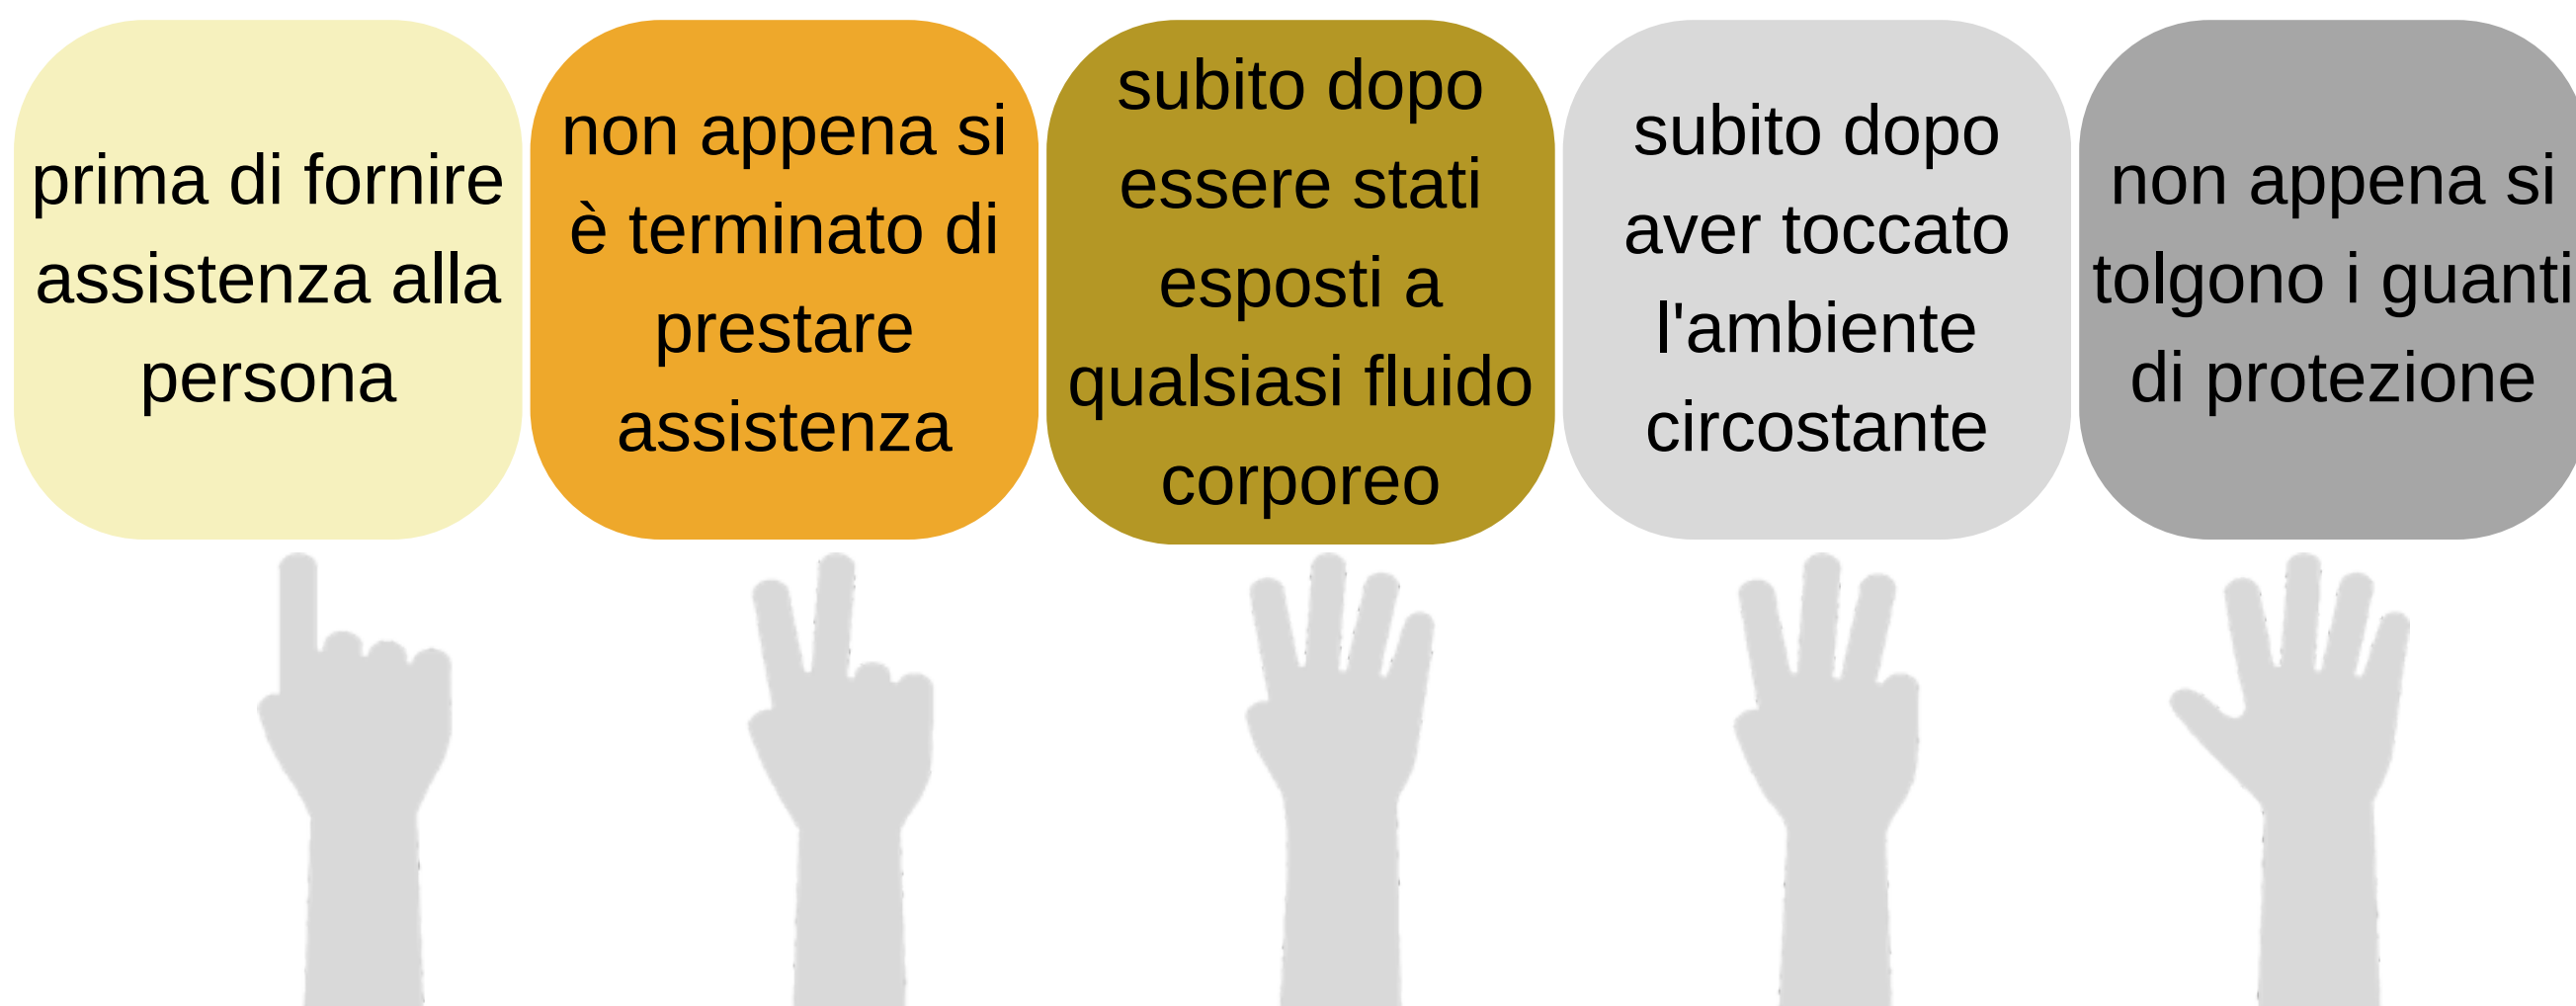 prima di fornire
assistenza alla
persona
non appena si
è terminato di
prestare
assistenza
subito dopo
essere stati
esposti a
qualsiasi fluido
corporeo
subito dopo
aver toccato
l'ambiente
circostante
non appena si
tolgono i guanti
di protezione